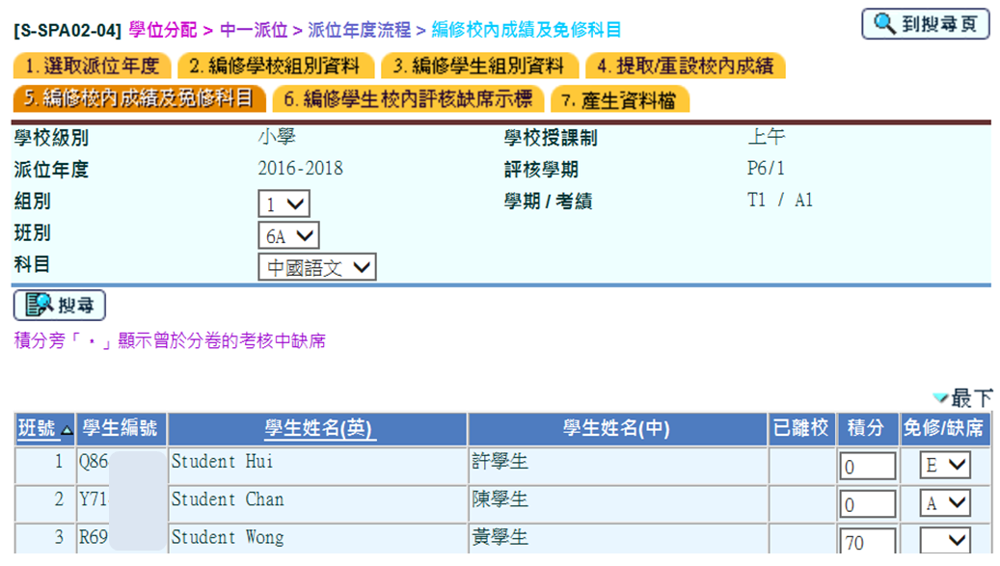 [S-SPA02-04] 學位分配 > 中一派位 > 派位年度流程 > 編修校內成績及免修科目
到搜尋頁
1. 選取派位年度 2. 編修學校組別資料 3. 編修學生組別資料 4. 提取/重設校內成績
5. 編修校內成績及免修科目 6. 編修學生校內評核缺席示標 7. 產生資料檔
學校級別 小學 學校授課制 上午
派位年度 2016-2018 評核學期 P6/1
組別 1 學期 / 考績 T1 / A1
班別 6A
科目 中國語文
搜尋
積分旁「 • 」顯示曾於分卷的考核中缺席
最下
班號 學生編號 學生姓名(英) 學生姓名(中) 已離校 積分 免修/缺席
1 Q86 Student Hui 許學生 0 E
2 Y71 Student Chan 陳學生 0 A
3 R69 Student Wong 黃學生 70